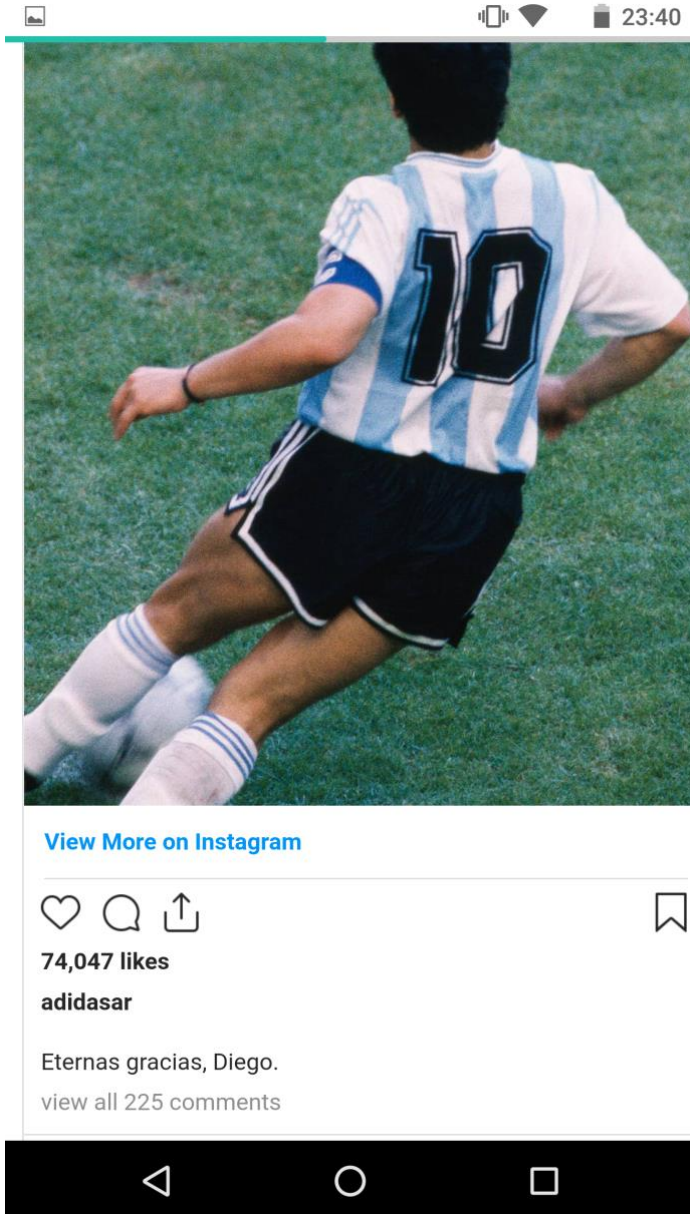 23:40
10
View More on Instagram
74,047 likes
adidasar
Eternas gracias, Diego.
view all 225 comments